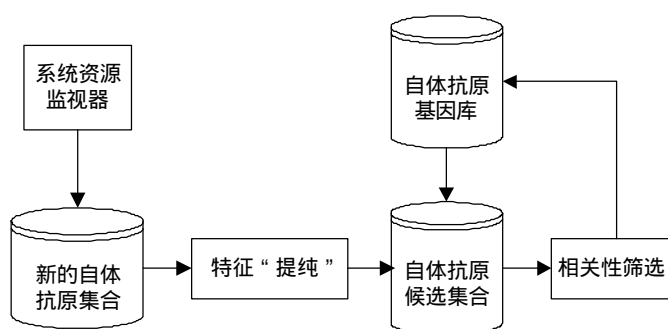 系统资源
监视器
自体抗原
基因库
新的自体
抗原集合
特征“提纯”
自体抗原
候选集合
相关性筛选